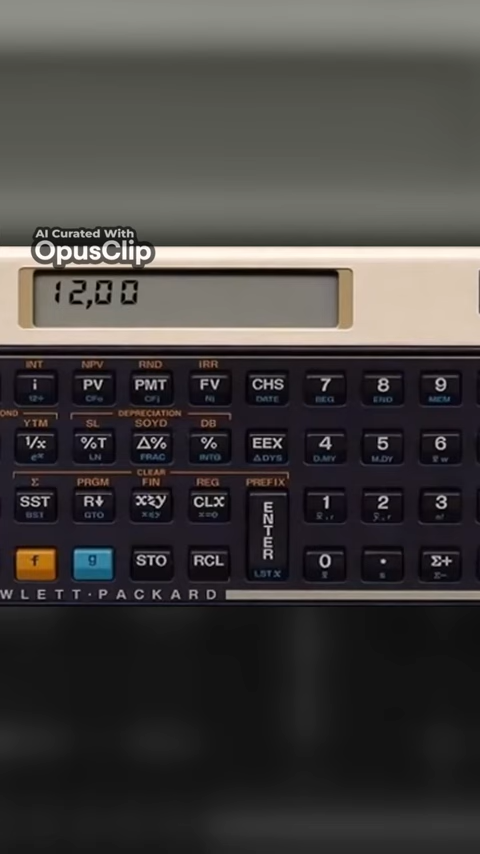 AI Curated With
OpusClip
12,00
INT NPV RND IRR
i PV PMT FV CHS 7 8 9
12÷ CFo CFj Nj DATE BEG END MEM
OND YTM SL DEPRECIATION SOYD DB
1/x %T Δ% % EEX 4 5 6
LN FRAC INTG ΔDYS D.MY M.DY
CLEAR
Σ PRGM FIN REG PREFIX
SST R↓ x≷y CLX ENTER 1 2 3
BST GTO x≤y x=0
f g STO RCL 0 . Σ+
LST X Σ-
WLETT·PACKARD